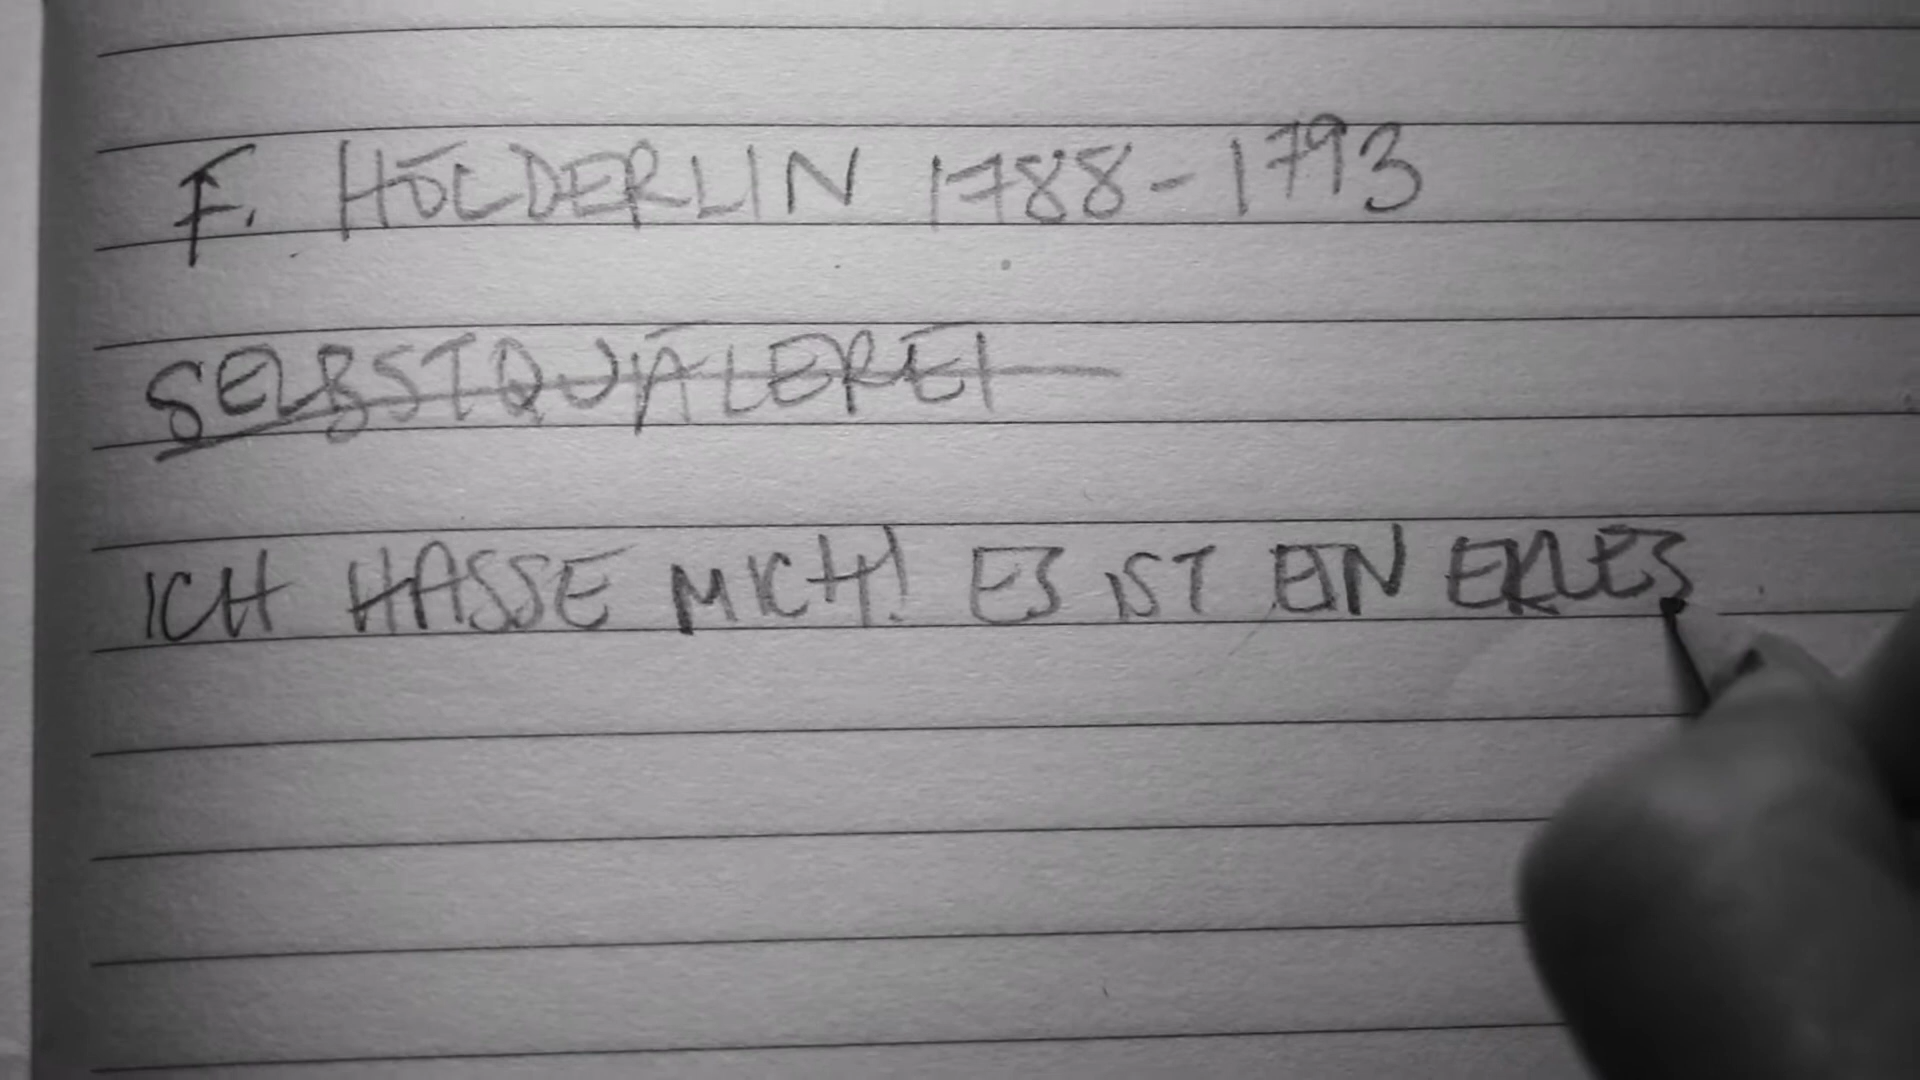 F. HÖLDERLIN 1788-1793
SELBSTQUÄLEREI
ICH HASSE MICH! ES IST EIN EKLES